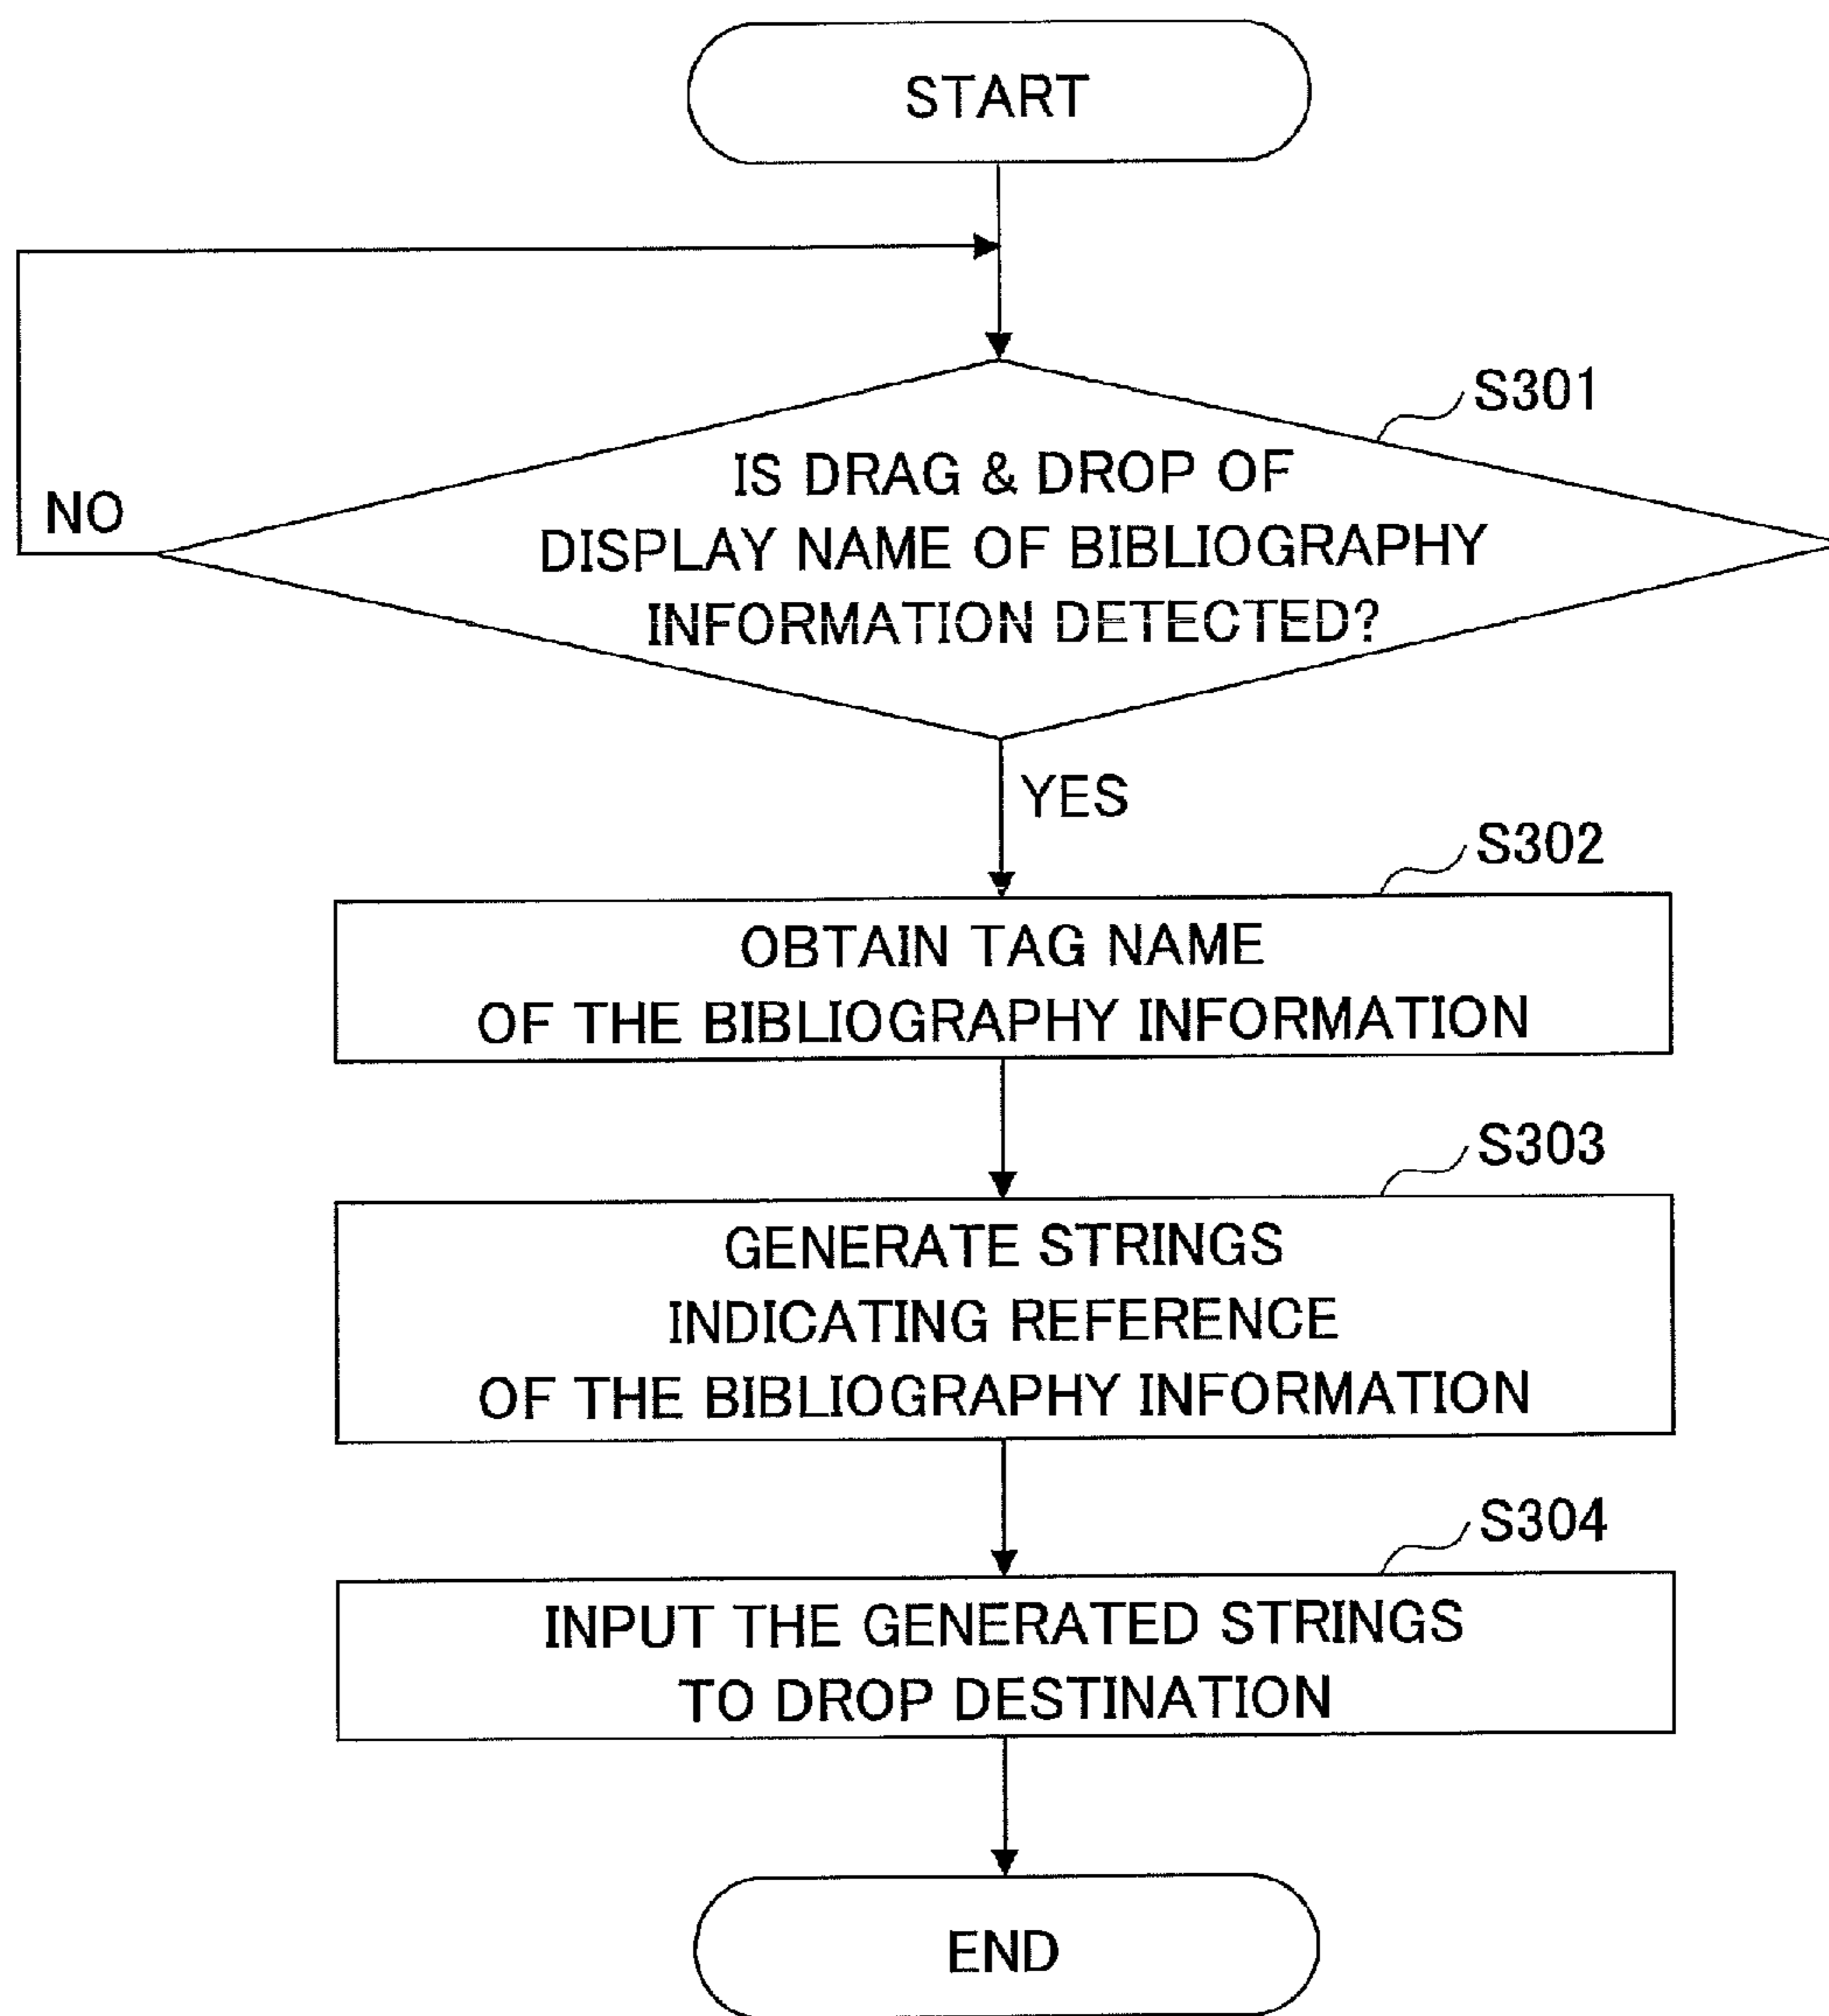 START
S301
IS DRAG & DROP OF
DISPLAY NAME OF BIBLIOGRAPHY
INFORMATION DETECTED?
NO
YES
S302
OBTAIN TAG NAME
OF THE BIBLIOGRAPHY INFORMATION
S303
GENERATE STRINGS
INDICATING REFERENCE
OF THE BIBLIOGRAPHY INFORMATION
S304
INPUT THE GENERATED STRINGS
TO DROP DESTINATION
END